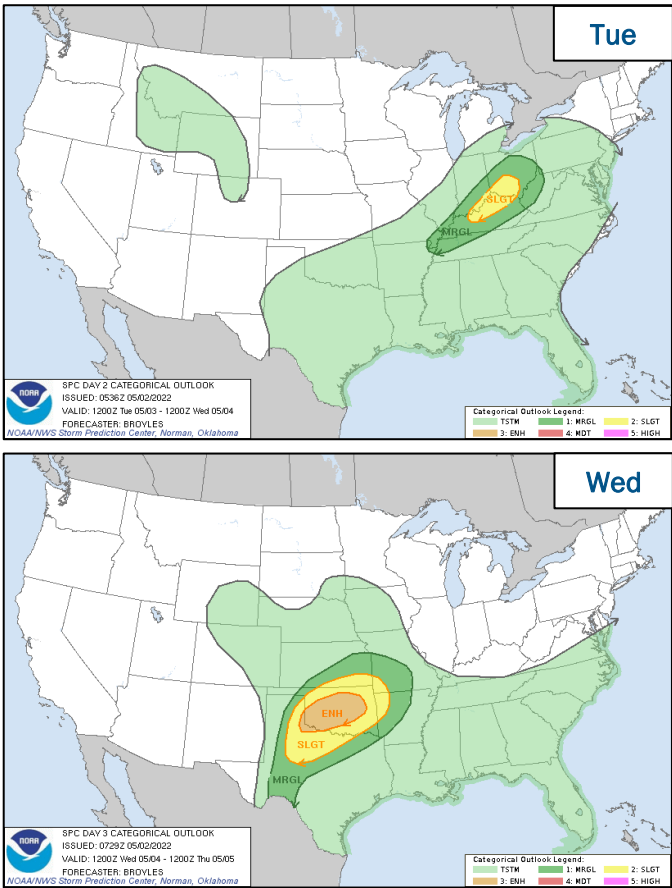 Tue
SLGT
MRGL
NOAA
SPC DAY 2 CATEGORICAL OUTLOOK
ISSUED: 0536Z 05/02/2022
VALID: 1200Z Tue 05/03 - 1200Z Wed 05/04
FORECASTER: BROYLES
NOAA/NWS Storm Prediction Center, Norman, Oklahoma
Categorical Outlook Legend:
TSTM 1: MRGL 2: SLGT
3: ENH 4: MDT 5: HIGH
Wed
ENH
SLGT
MRGL
NOAA
SPC DAY 3 CATEGORICAL OUTLOOK
ISSUED: 0729Z 05/02/2022
VALID: 1200Z Wed 05/04 - 1200Z Thu 05/05
FORECASTER: BROYLES
NOAA/NWS Storm Prediction Center, Norman, Oklahoma
Categorical Outlook Legend:
TSTM 1: MRGL 2: SLGT
3: ENH 4: MDT 5: HIGH